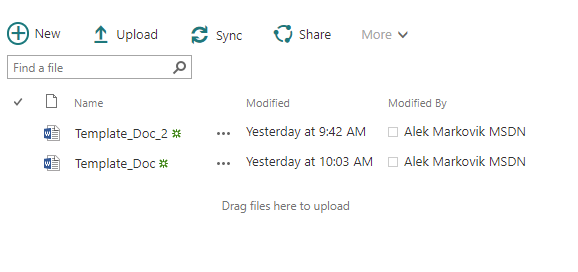 New Upload Sync Share More
Find a file
Name Modified Modified By
Template_Doc_2 ... Yesterday at 9:42 AM Alek Markovik MSDN
Template_Doc ... Yesterday at 10:03 AM Alek Markovik MSDN
Drag files here to upload